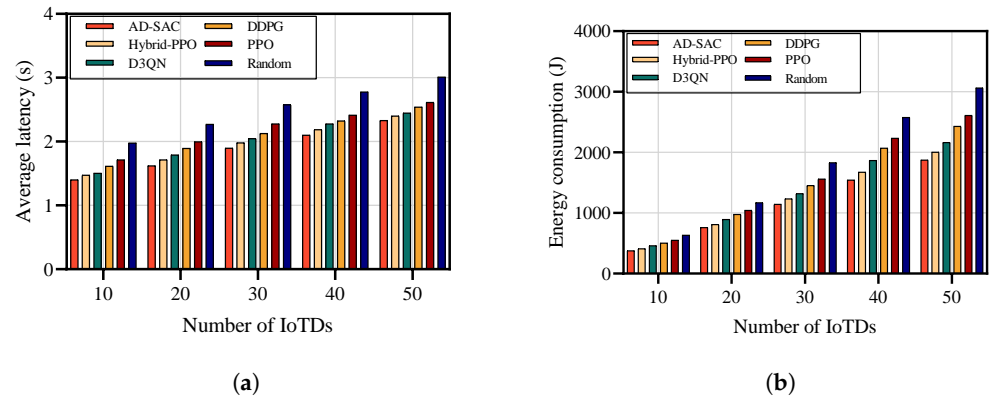 4
3
2
1
0
Average latency (s)
AD-SAC
Hybrid-PPO
D3QN
DDPG
PPO
Random
10 20 30 40 50
Number of IoTDs
(a)
4000
3000
2000
1000
0
Energy consumption (J)
AD-SAC
Hybrid-PPO
D3QN
DDPG
PPO
Random
10 20 30 40 50
Number of IoTDs
(b)